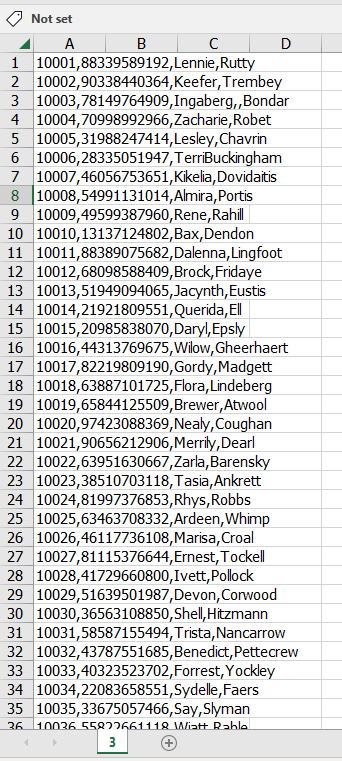 Not set
A B C D
1 10001,88339589192,Lennie,Rutty
2 10002,90338440364,Keefer,Trembey
3 10003,78149764909,Ingaberg,,Bondar
4 10004,70998992966,Zacharie,Robet
5 10005,31988247414,Lesley,Chavrin
6 10006,28335051947,TerriBuckingham
7 10007,46056753651,Kikelia,Dovidaitis
8 10008,54991131014,Almira,Portis
9 10009,49599387960,Rene,Rahill
10 10010,13137124802,Bax,Dendon
11 10011,88389075682,Dalenna,Lingfoot
12 10012,68098588409,Brock,Fridaye
13 10013,51949094065,Jacynth,Eustis
14 10014,21921809551,Querida,Ell
15 10015,20985838070,Daryl,Epsly
16 10016,44313769675,Wilow,Gheerhaert
17 10017,82219809190,Gordy,Madgett
18 10018,63887101725,Flora,Lindeberg
19 10019,65844125509,Brewer,Atwool
20 10020,97423088369,Nealy,Coughan
21 10021,90656212906,Merrily,Dearl
22 10022,63951630667,Zarla,Barensky
23 10023,38510703118,Tasia,Ankrett
24 10024,81997376853,Rhys,Robbs
25 10025,63463708332,Ardeen,Whimp
26 10026,46117736108,Marisa,Croal
27 10027,81115376644,Ernest,Tockell
28 10028,41729660800,Ivett,Pollock
29 10029,51639501987,Devon,Corwood
30 10030,36563108850,Shell,Hitzmann
31 10031,58587155494,Trista,Nancarrow
32 10032,43787551685,Benedict,Pettecrew
33 10033,40323523702,Forrest,Yockley
34 10034,22083658551,Sydelle,Faers
35 10035,33675057466,Say,Slyman
36 10036,55822661118,Wiatt,Rable
3